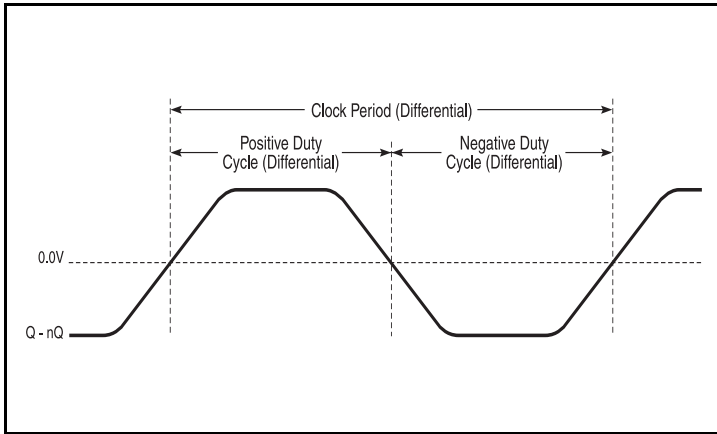 Clock Period (Differential)
Positive Duty
Cycle (Differential)
Negative Duty
Cycle (Differential)
0.0V
Q - nQ